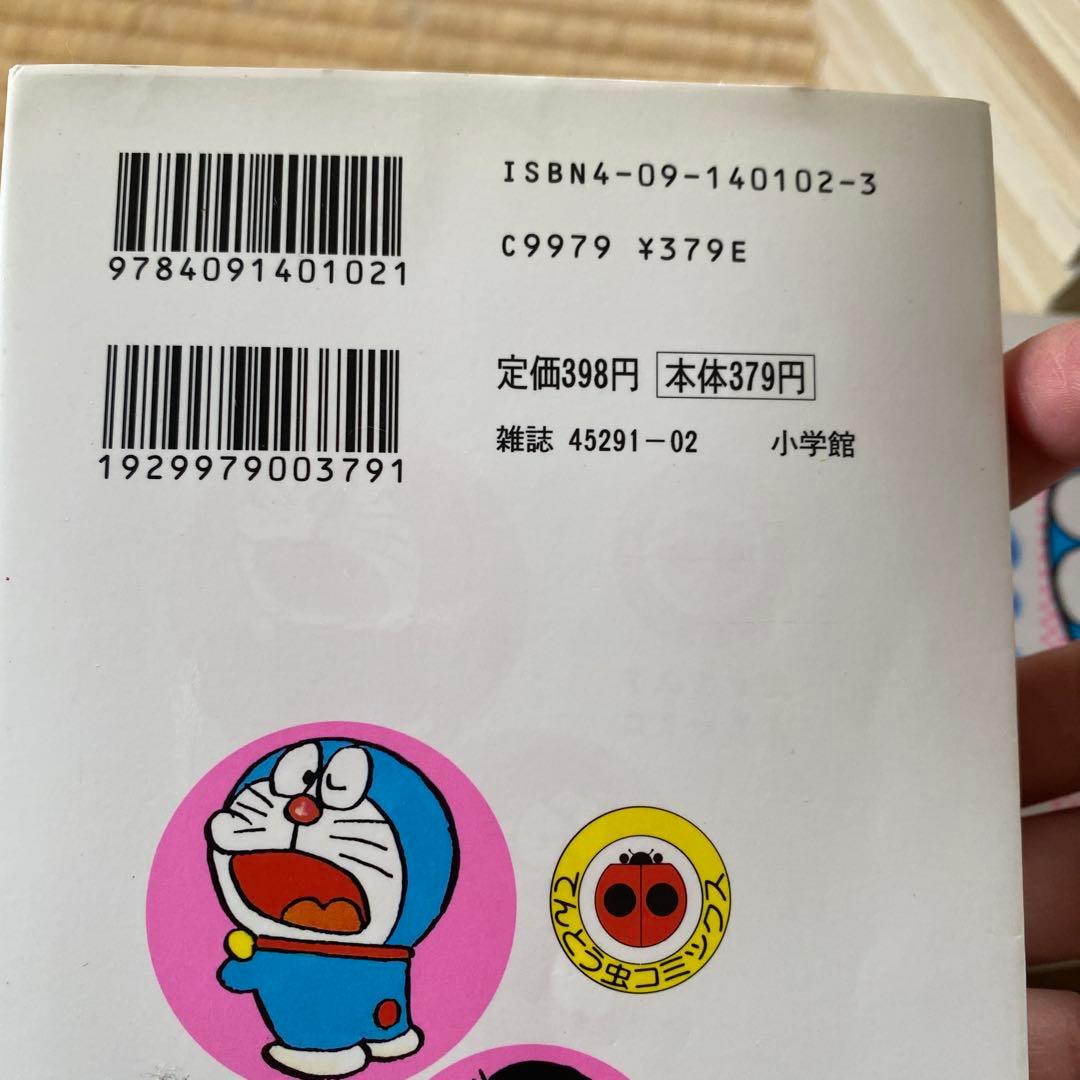 ISBN4-09-140102-3
9784091401021
C9979 ¥379E
定価398円 本体379円
1929979003791
雑誌 45291-02 小学館
てんとう虫コミックス